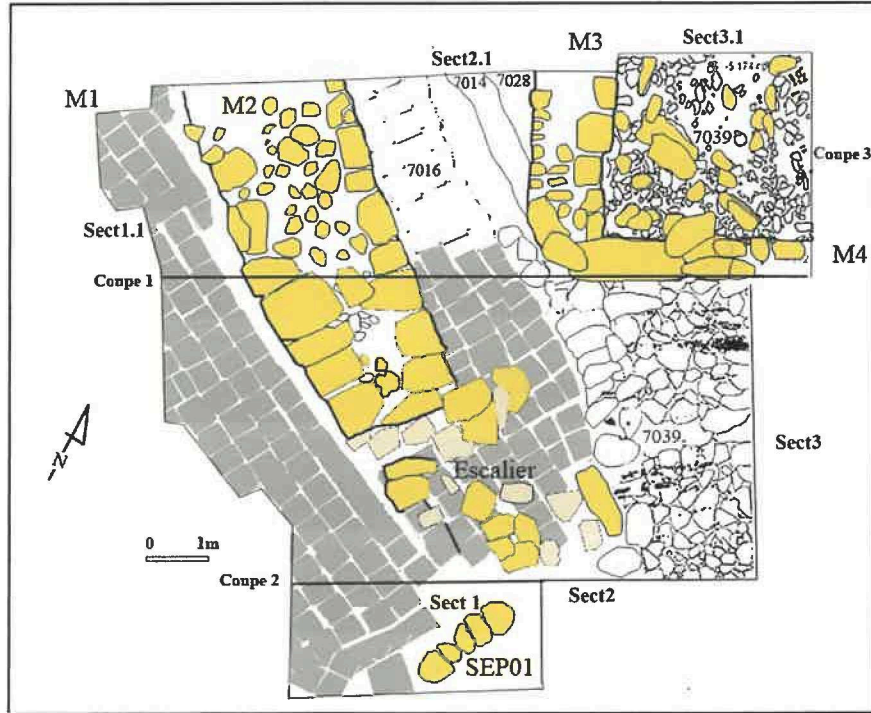 M3
Sect3.1
Sect2.1
7014
7028
M1
M2
7039
Coupe 3
7016
Sect1.1
M4
Coupe 1
7039
Sect3
Escalier
N
0 1m
Coupe 2
Sect2
Sect 1
SEP01